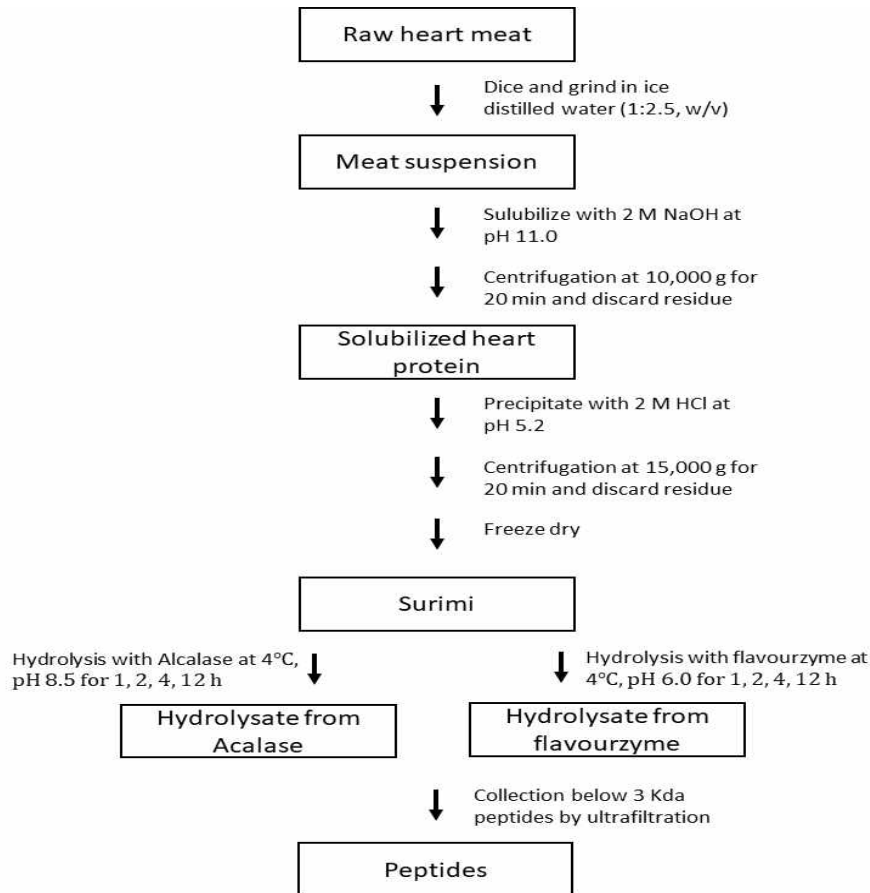 Raw heart meat
Dice and grind in ice
distilled water (1:2.5, w/v)
Meat suspension
Sulubilize with 2 M NaOH at
pH 11.0
Centrifugation at 10,000 g for
20 min and discard residue
Solubilized heart
protein
Precipitate with 2 M HCl at
pH 5.2
Centrifugation at 15,000 g for
20 min and discard residue
Freeze dry
Surimi
Hydrolysis with Alcalase at 4°C,
pH 8.5 for 1, 2, 4, 12 h
Hydrolysis with flavourzyme at
4°C, pH 6.0 for 1, 2, 4, 12 h
Hydrolysate from
Acalase
Hydrolysate from
flavourzyme
Collection below 3 Kda
peptides by ultrafiltration
Peptides